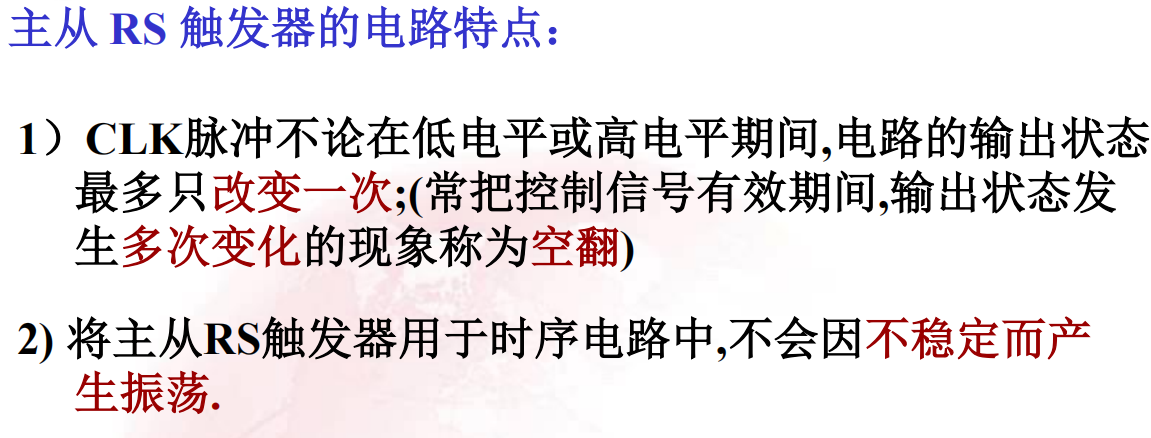 主从 RS 触发器的电路特点：
1）CLK脉冲不论在低电平或高电平期间,电路的输出状态
最多只改变一次;(常把控制信号有效期间,输出状态发
生多次变化的现象称为空翻)
2) 将主从RS触发器用于时序电路中,不会因不稳定而产
生振荡.